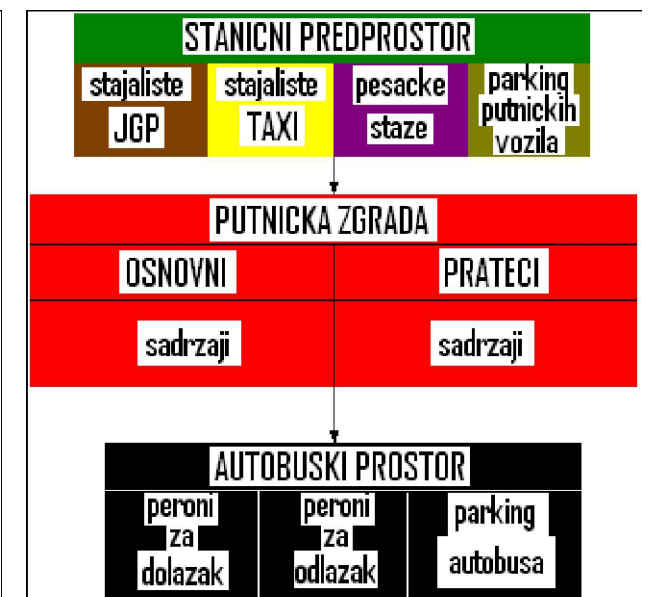 STANICNI PREDPROSTOR
stajaliste
JGP
stajaliste
TAXI
pesacke
staze
parking
putnickih
vozila
PUTNICKA ZGRADA
OSNOVNI
PRATECI
sadrzaji
sadrzaji
AUTOBUSKI PROSTOR
peroni
za
dolazak
peroni
za
odlazak
parking
autobusa